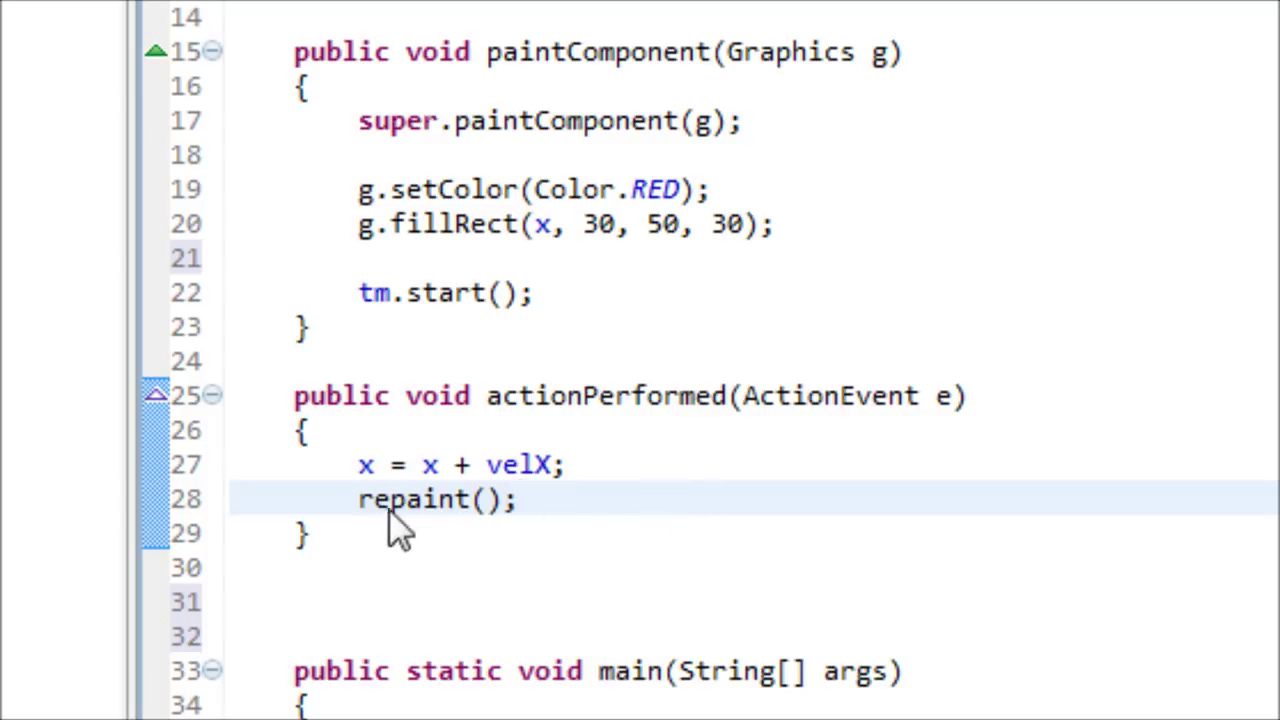 14
15 public void paintComponent(Graphics g)
16 {
17 super.paintComponent(g);
18
19 g.setColor(Color.RED);
20 g.fillRect(x, 30, 50, 30);
21
22 tm.start();
23 }
24
25 public void actionPerformed(ActionEvent e)
26 {
27 x = x + velX;
28 repaint();
29 }
30
31
32
33 public static void main(String[] args)
34 {